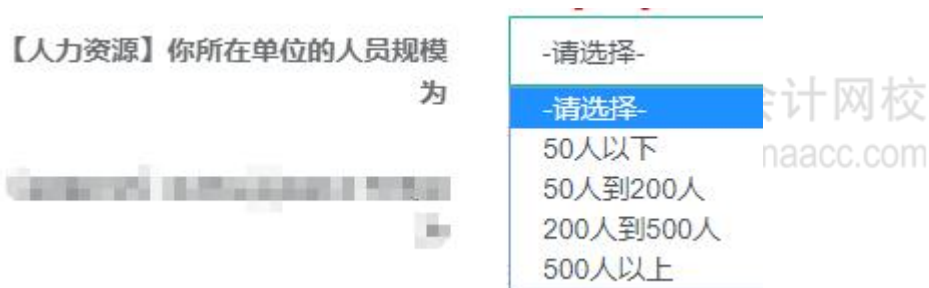 【人力资源】你所在单位的人员规模
为
-请选择-
-请选择-
50人以下
50人到200人
200人到500人
500人以上
会计网校
naacc.com